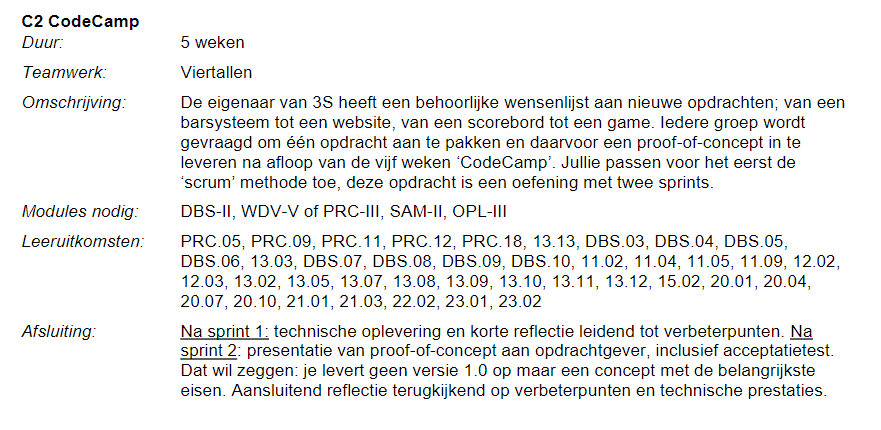 C2 CodeCamp
Duur: 5 weken
Teamwerk: Viertallen
Omschrijving: De eigenaar van 3S heeft een behoorlijke wensenlijst aan nieuwe opdrachten; van een
barsysteem tot een website, van een scorebord tot een game. Iedere groep wordt
gevraagd om één opdracht aan te pakken en daarvoor een proof-of-concept in te
leveren na afloop van de vijf weken ‘CodeCamp’. Jullie passen voor het eerst de
‘scrum’ methode toe, deze opdracht is een oefening met twee sprints.
Modules nodig: DBS-II, WDV-V of PRC-III, SAM-II, OPL-III
Leeruitkomsten: PRC.05, PRC.09, PRC.11, PRC.12, PRC.18, 13.13, DBS.03, DBS.04, DBS.05,
DBS.06, 13.03, DBS.07, DBS.08, DBS.09, DBS.10, 11.02, 11.04, 11.05, 11.09, 12.02,
12.03, 13.02, 13.05, 13.07, 13.08, 13.09, 13.10, 13.11, 13.12, 15.02, 20.01, 20.04,
20.07, 20.10, 21.01, 21.03, 22.02, 23.01, 23.02
Afsluiting: Na sprint 1: technische oplevering en korte reflectie leidend tot verbeterpunten. Na
sprint 2: presentatie van proof-of-concept aan opdrachtgever, inclusief acceptatietest.
Dat wil zeggen: je levert geen versie 1.0 op maar een concept met de belangrijkste
eisen. Aansluitend reflectie terugkijkend op verbeterpunten en technische prestaties.